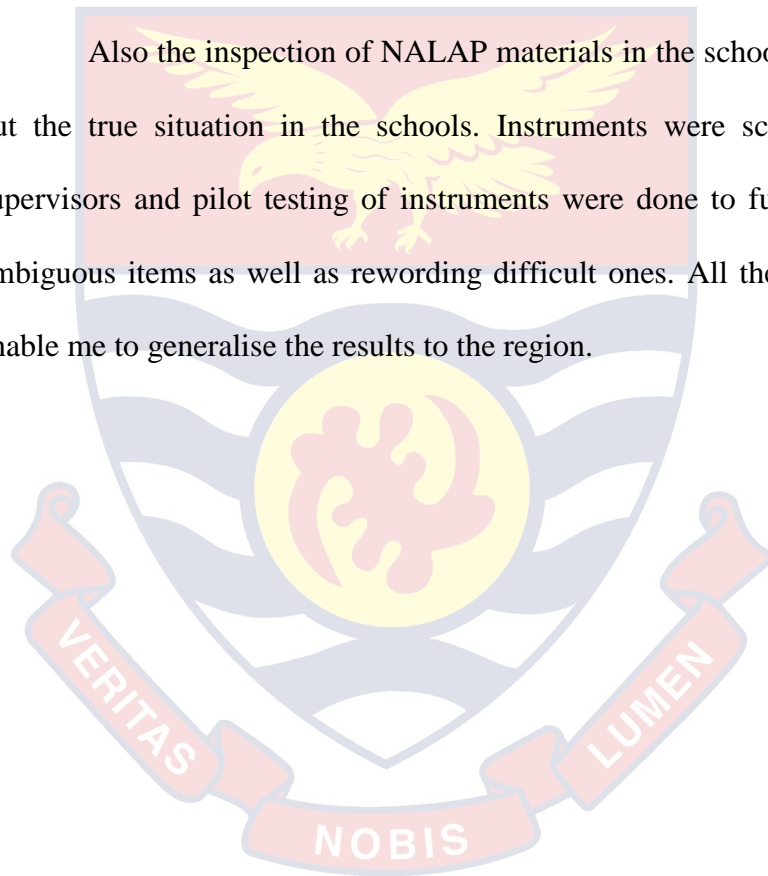 Also the inspection of NALAP materials in the schoo
ut the true situation in the schools. Instruments were sc
upervisors and pilot testing of instruments were done to fu
mbiguous items as well as rewording difficult ones. All the
nable me to generalise the results to the region.
VERITAS
NOBIS
LUMEN